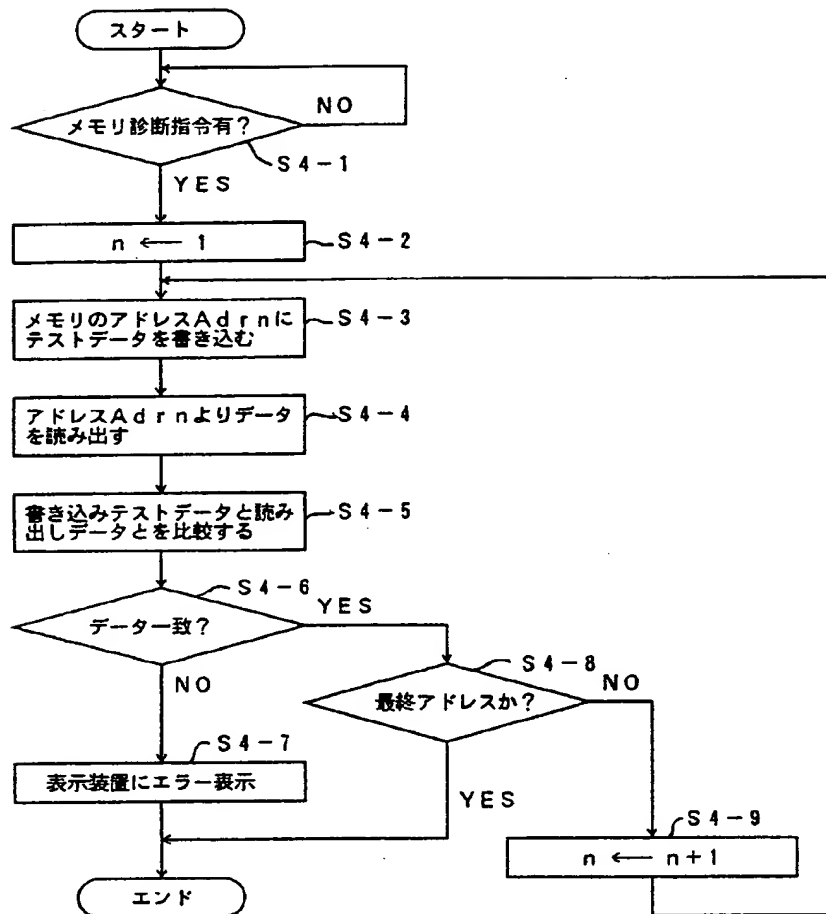 スタート
NO
メモリ診断指令有?
S4-1
YES
n ← 1
S4-2
メモリのアドレスAdrnに
テストデータを書き込む
S4-3
アドレスAdrnよりデータ
を読み出す
S4-4
書き込みテストデータと読み
出しデータとを比較する
S4-5
S4-6
YES
データ一致?
NO
S4-8
NO
最終アドレスか?
S4-7
表示装置にエラー表示
YES
S4-9
n ← n+1
エンド